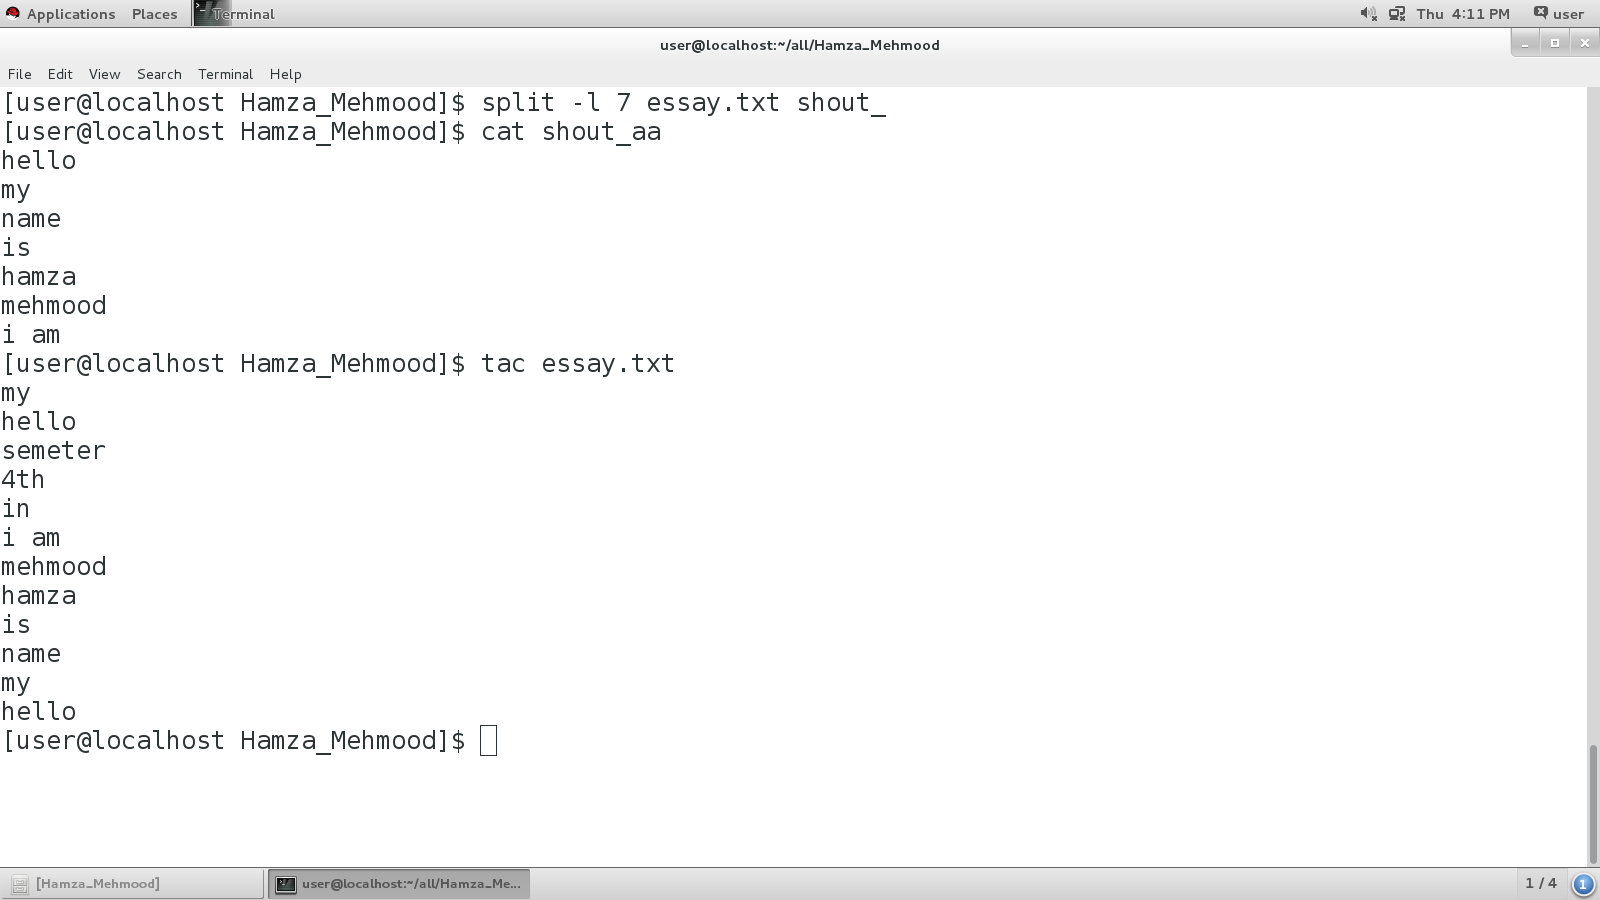 Applications Places Terminal Thu 4:11 PM user
user@localhost:~/all/Hamza_Mehmood
File Edit View Search Terminal Help
[user@localhost Hamza_Mehmood]$ split -l 7 essay.txt shout_
[user@localhost Hamza_Mehmood]$ cat shout_aa
hello
my
name
is
hamza
mehmood
i am
[user@localhost Hamza_Mehmood]$ tac essay.txt
my
hello
semeter
4th
in
i am
mehmood
hamza
is
name
my
hello
[user@localhost Hamza_Mehmood]$
[Hamza_Mehmood] user@localhost:~/all/Hamza_Me... 1 / 4 1